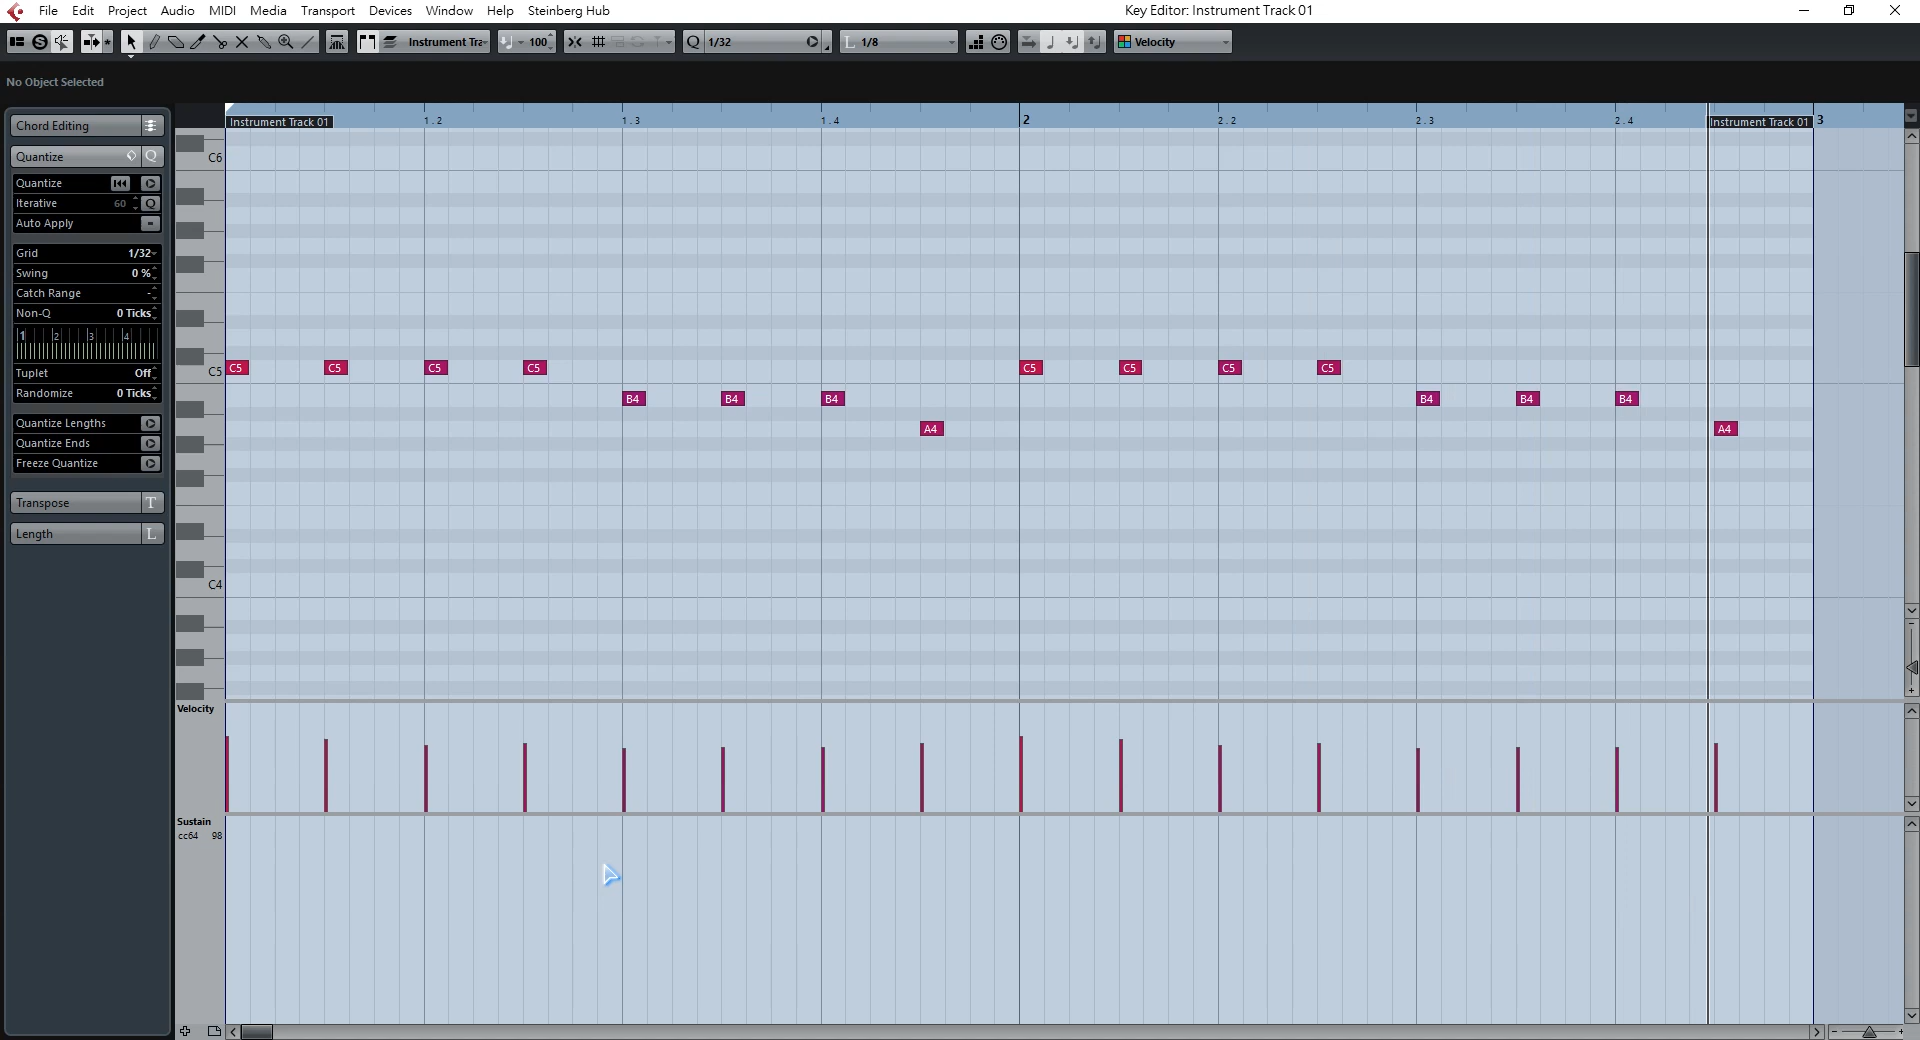 File Edit Project Audio MIDI Media Transport Devices Window Help Steinberg Hub Key Editor: Instrument Track 01
Instrument Tra 100 Q 1/32 L 1/8 Velocity
No Object Selected
Chord Editing
Instrument Track 01 1.2 1.3 1.4 2 2.2 2.3 2.4 Instrument Track 01 3
Quantize Q
C6
Quantize
Iterative 60 Q
Auto Apply
Grid 1/32
Swing 0 %
Catch Range -
Non-Q 0 Ticks
1 2 3 4
C5 C5 C5 C5 C5 C5 C5 C5 C5
Tuplet Off
Randomize 0 Ticks
B4 B4 B4 B4 B4 B4
Quantize Lengths
A4 A4
Quantize Ends
Freeze Quantize
Transpose T
Length L
C4
Velocity
Sustain
cc64 98